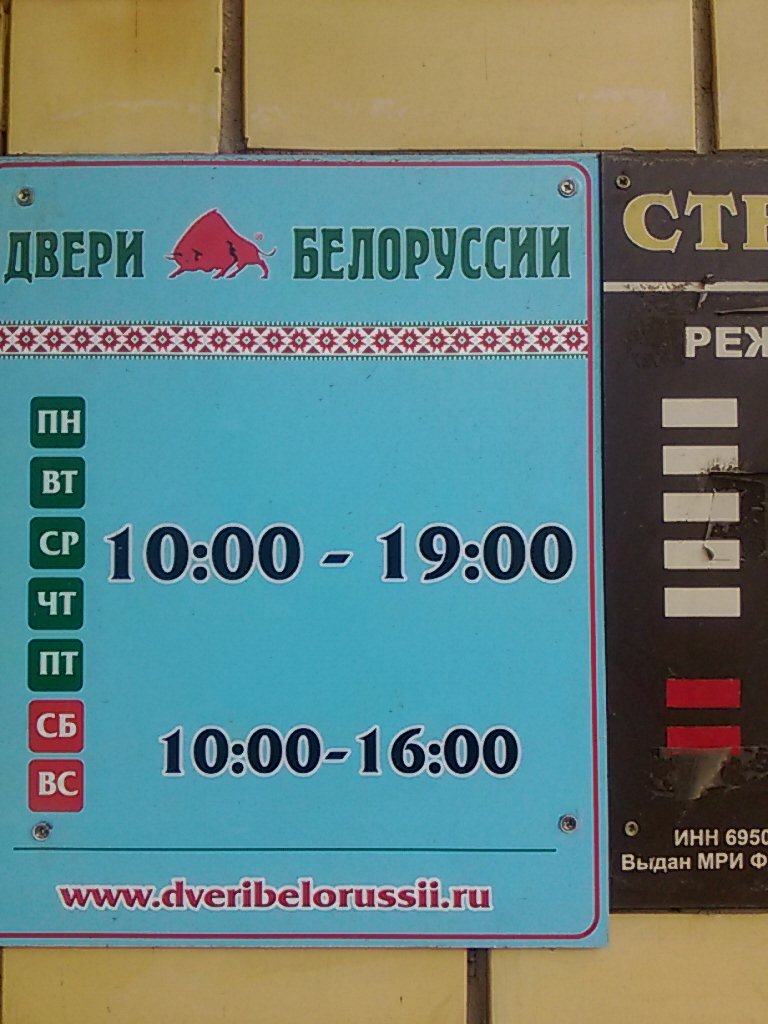 ДВЕРИ БЕЛОРУССИИ
ПН
ВТ
СР
ЧТ
ПТ
10:00 - 19:00
СБ
ВС
10:00-16:00
www.dveribelorussii.ru
СТР
РЕЖ
ИНН 6950
Выдан МРИ Ф